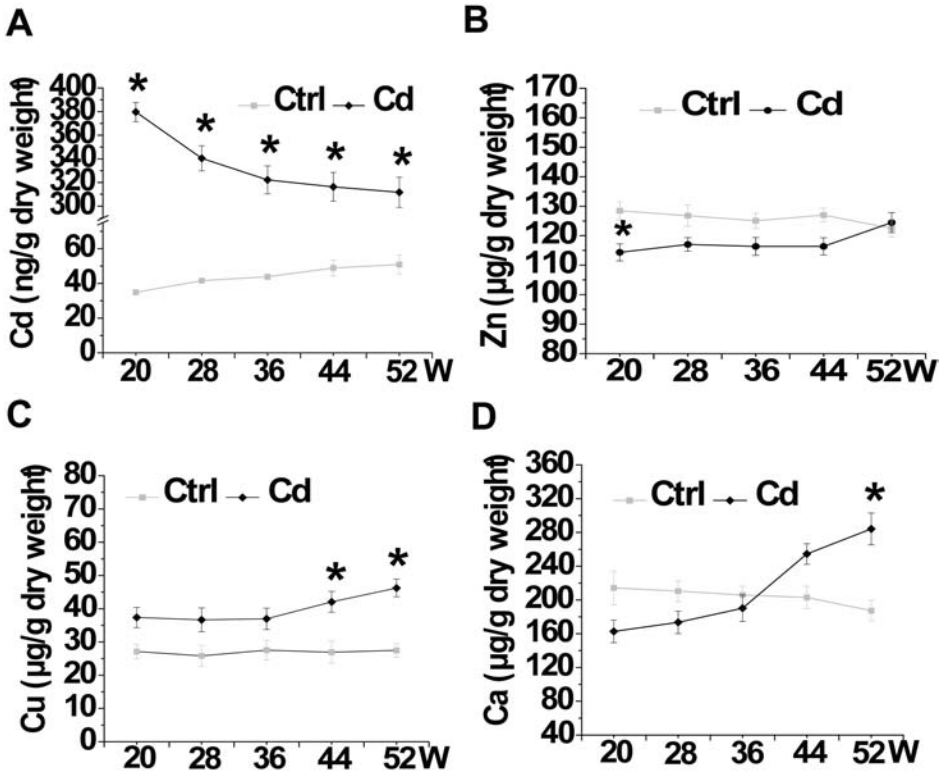 A
Cd (ng/g dry weight)
400
380
360
340
320
300
60
40
20
0
Ctrl Cd
* * * * *
20 28 36 44 52 W
B
Zn (µg/g dry weight)
170
160
150
140
130
120
110
100
90
80
Ctrl Cd
*
20 28 36 44 52W
C
Cu (µg/g dry weight)
80
70
60
50
40
30
20
10
0
Ctrl Cd
* *
20 28 36 44 52 W
D
Ca (µg/g dry weight)
360
320
280
240
200
160
120
80
40
Ctrl Cd
*
20 28 36 44 52W